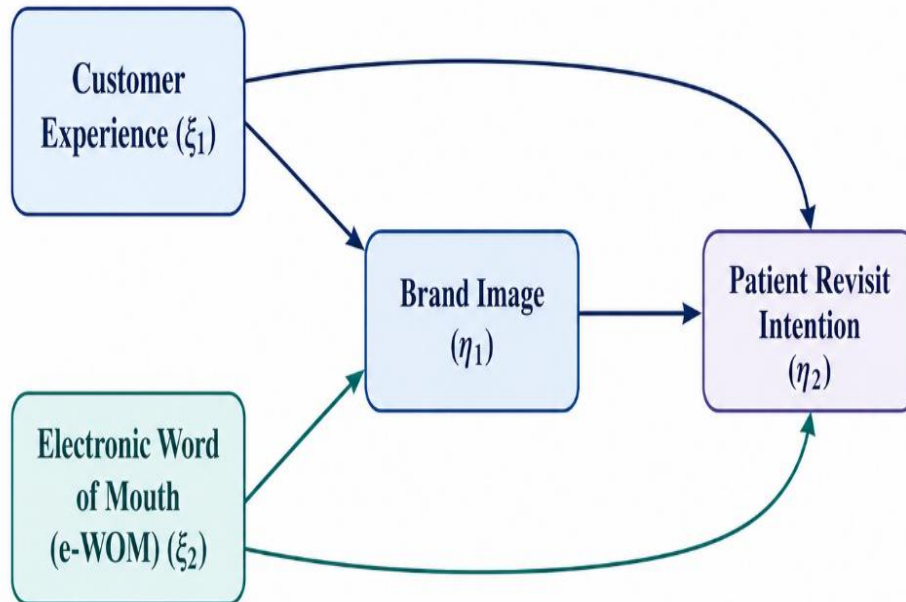 Customer
Experience (ξ₁)
Brand Image
(η₁)
Patient Revisit
Intention
(η₂)
Electronic Word
of Mouth
(e-WOM) (ξ₂)